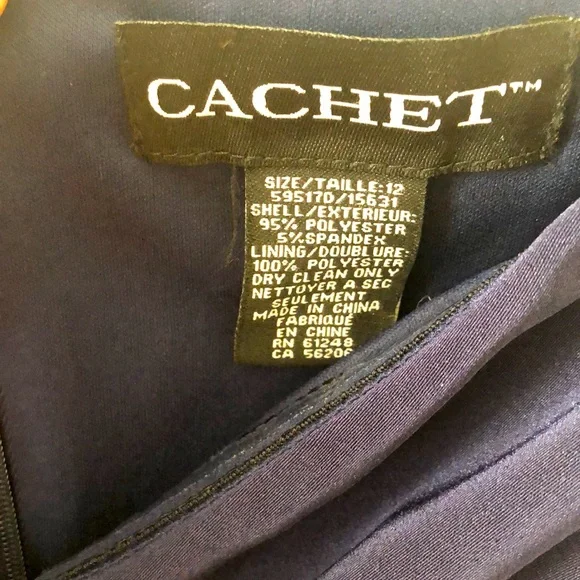 CACHET™
SIZE/TAILLE:12
59517D/15631
SHELL/EXTERIEUR:
95% POLYESTER
5%SPANDEX
LINING/DOUBLURE:
100% POLYESTER
DRY CLEAN ONLY
NETTOYER A SEC
SEULEMENT
MADE IN CHINA
FABRIQUE
EN CHINE
RN 61248
CA 56206